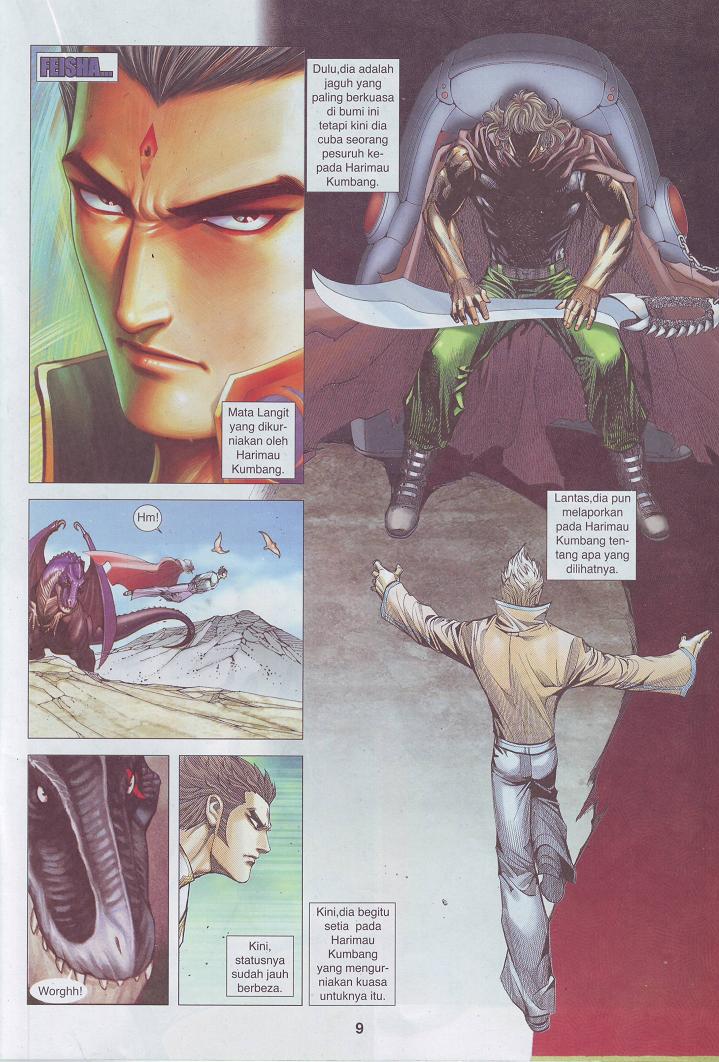 FEISHA...
Dulu,dia adalah
jaguh yang
paling berkuasa
di bumi ini
tetapi kini dia
cuba seorang
pesuruh ke-
pada Harimau
Kumbang.
Mata Langit
yang dikur-
niakan oleh
Harimau
Kumbang.
Hm!
Lantas,dia pun
melaporkan
pada Harimau
Kumbang ten-
tang apa yang
dilihatnya.
Worghh!
Kini,
statusnya
sudah jauh
berbeza.
Kini,dia begitu
setia pada
Harimau
Kumbang
yang mengur-
niakan kuasa
untuknya itu.
9